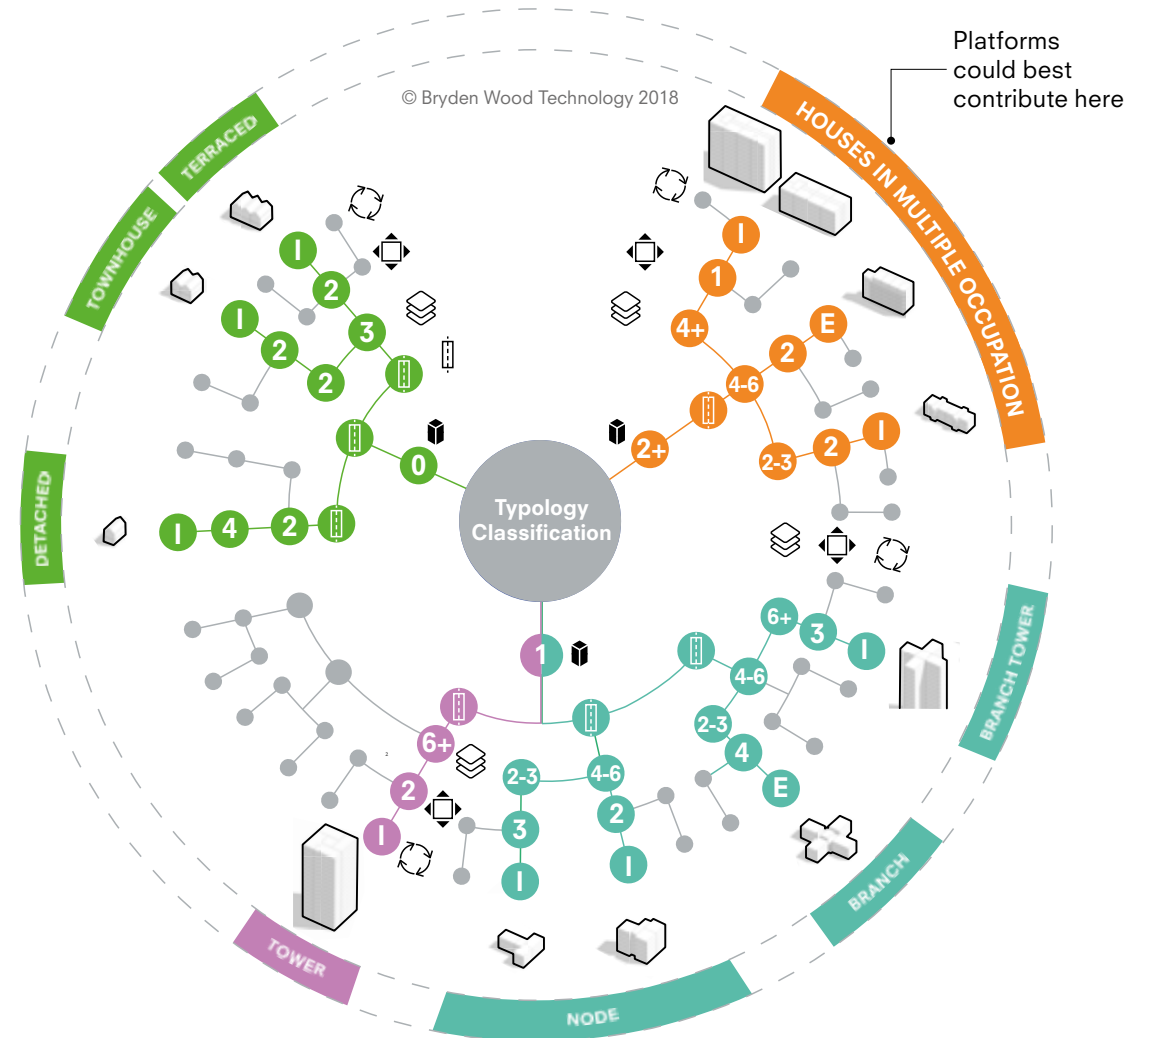 Platforms
could best
contribute here
© Bryden Wood Technology 2018
HOUSES IN MULTIPLE OCCUPATION
TERRACED
TOWNHOUSE
DETACHED
I
2
3
I
2
2
0
I
4
2
I
1
4+
4-6
2
E
2+
2-3
2
I
Typology
Classification
1
6+
3
I
4-6
2-3
4
E
6+
2
2
I
2-3
4-6
3
2
I
I
BRANCH TOWER
BRANCH
NODE
TOWER